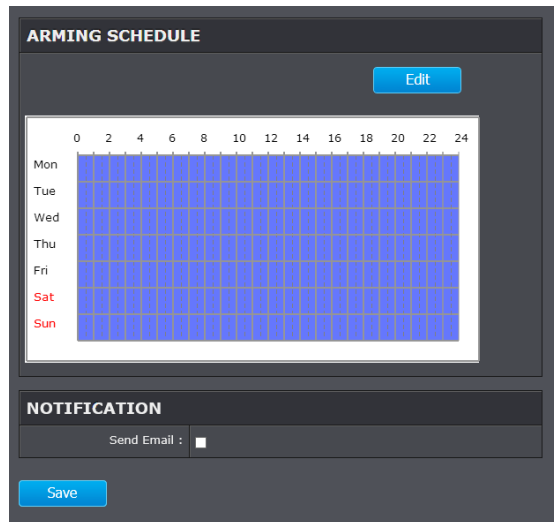 ARMING SCHEDULE
Edit
0 2 4 6 8 10 12 14 16 18 20 22 24
Mon
Tue
Wed
Thu
Fri
Sat
Sun
NOTIFICATION
Send Email :
Save